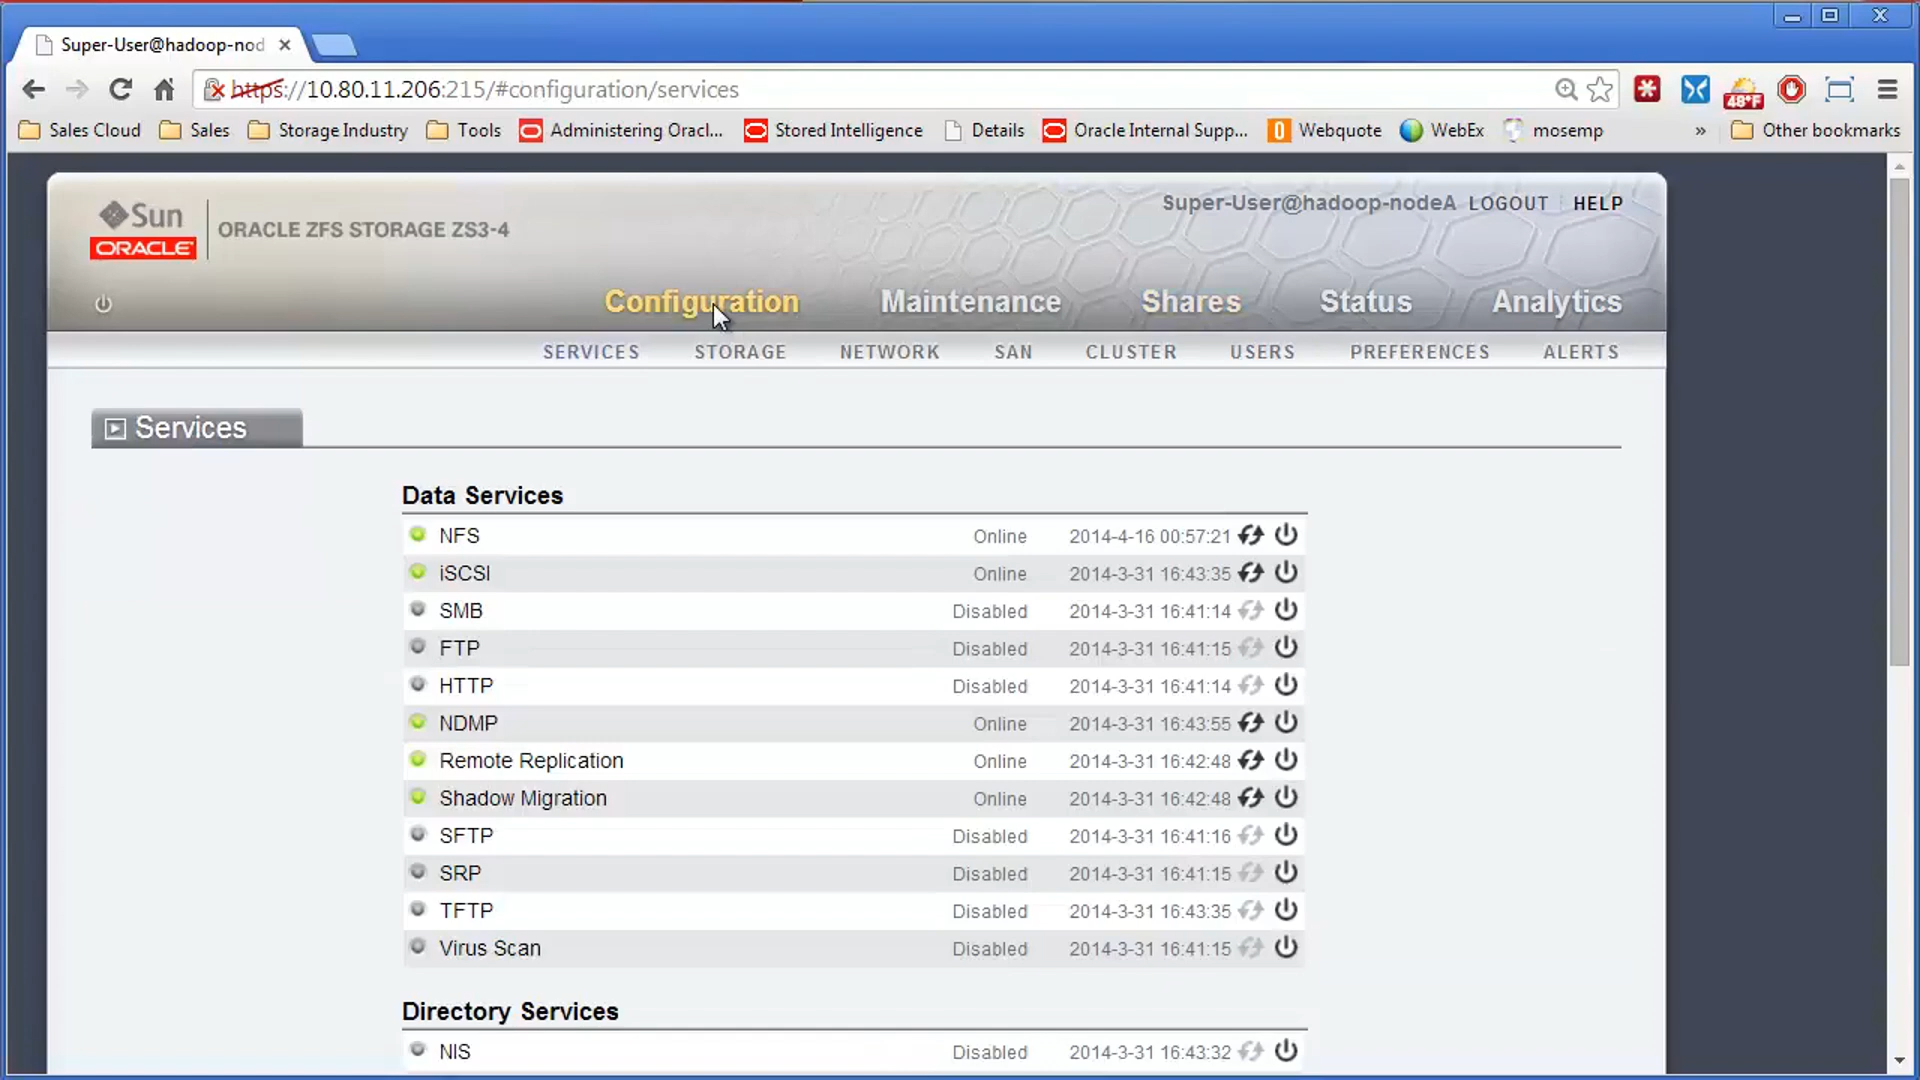 Super-User@hadoop-nod
https://10.80.11.206:215/#configuration/services
48°F
Sales Cloud Sales Storage Industry Tools Administering Oracl... Stored Intelligence Details Oracle Internal Supp... Webquote WebEx mosemp » Other bookmarks
Super-User@hadoop-nodeA LOGOUT HELP
Sun
ORACLE
ORACLE ZFS STORAGE ZS3-4
Configuration Maintenance Shares Status Analytics
SERVICES STORAGE NETWORK SAN CLUSTER USERS PREFERENCES ALERTS
Services
Data Services
NFS Online 2014-4-16 00:57:21
iSCSI Online 2014-3-31 16:43:35
SMB Disabled 2014-3-31 16:41:14
FTP Disabled 2014-3-31 16:41:15
HTTP Disabled 2014-3-31 16:41:14
NDMP Online 2014-3-31 16:43:55
Remote Replication Online 2014-3-31 16:42:48
Shadow Migration Online 2014-3-31 16:42:48
SFTP Disabled 2014-3-31 16:41:16
SRP Disabled 2014-3-31 16:41:15
TFTP Disabled 2014-3-31 16:43:35
Virus Scan Disabled 2014-3-31 16:41:15
Directory Services
NIS Disabled 2014-3-31 16:43:32